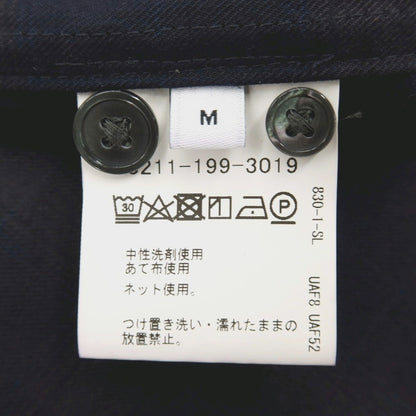 M
211-199-3019
30
P
中性洗剤使用
あて布使用
ネット使用。
つけ置き洗い・濡れたままの
放置禁止。
830-1-SL UAF8 UAF52